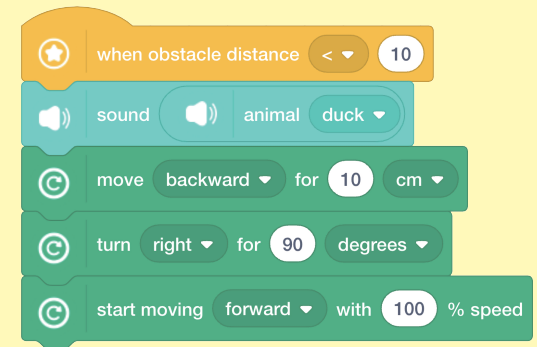 when obstacle distance < 10
sound animal duck
move backward for 10 cm
turn right for 90 degrees
start moving forward with 100 % speed